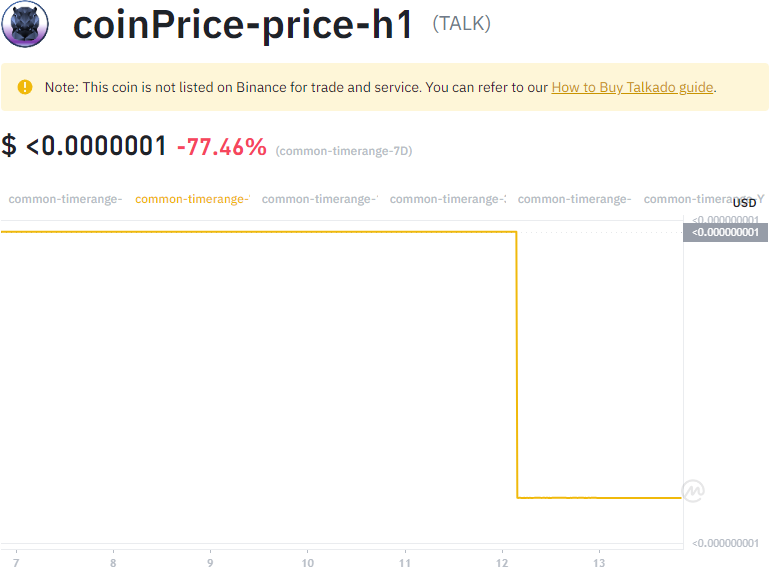 coinPrice-price-h1 (TALK)
Note: This coin is not listed on Binance for trade and service. You can refer to our How to Buy Talkado guide.
$ <0.0000001 -77.46% (common-timerange-7D)
common-timerange- common-timerange- common-timerange- common-timerange- common-timerange- common-timerange-Y
USD
<0.000000001
<0.000000001
<0.000000001
7 8 9 10 11 12 13